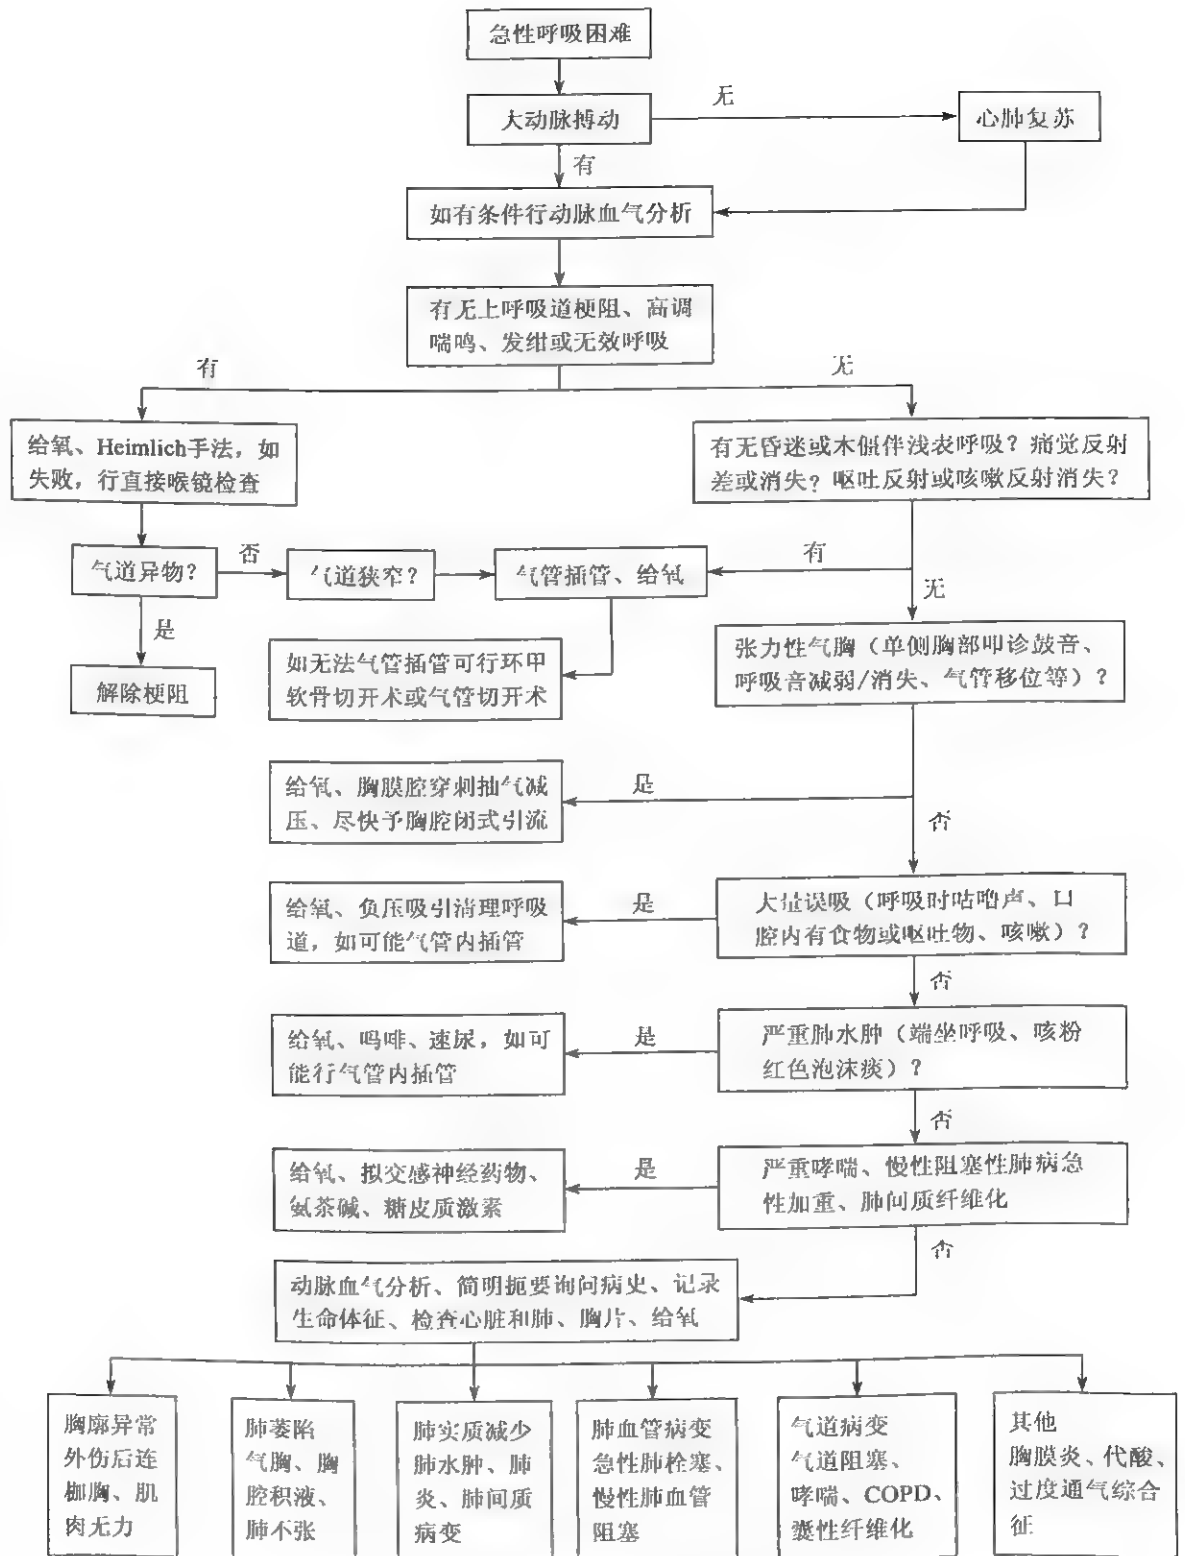 急性呼吸困难
大动脉搏动
无
心肺复苏
有
如有条件行动脉血气分析
有无上呼吸道梗阻、高调
喘鸣、发绀或无效呼吸
有
无
给氧、Heimlich手法，如
失败，行直接喉镜检查
有无昏迷或木僵伴浅表呼吸？痛觉反射
差或消失？呕吐反射或咳嗽反射消失？
气道异物？
否
气道狭窄？
气管插管、给氧
有
无
是
解除梗阻
如无法气管插管可行环甲
软骨切开术或气管切开术
张力性气胸（单侧胸部叩诊鼓音、
呼吸音减弱/消失、气管移位等）？
给氧、胸膜腔穿刺抽气减
压、尽快予胸腔闭式引流
是
否
给氧、负压吸引清理呼吸
道，如可能气管内插管
是
大量误吸（呼吸时咕噜声、口
腔内有食物或呕吐物、咳嗽）？
否
给氧、吗啡、速尿，如可
能行气管内插管
是
严重肺水肿（端坐呼吸、咳粉
红色泡沫痰）？
否
给氧、拟交感神经药物、
氨茶碱、糖皮质激素
是
严重哮喘、慢性阻塞性肺病急
性加重、肺间质纤维化
否
动脉血气分析、简明扼要询问病史、记录
生命体征、检查心脏和肺、胸片、给氧
胸廓异常
外伤后连
枷胸、肌
肉无力
肺萎陷
气胸、胸
腔积液、
肺不张
肺实质减少
肺水肿、肺
炎、肺间质
病变
肺血管病变
急性肺栓塞、
慢性肺血管
阻塞
气道病变
气道阻塞、
哮喘、COPD、
囊性纤维化
其他
胸膜炎、代酸、
过度通气综合
征